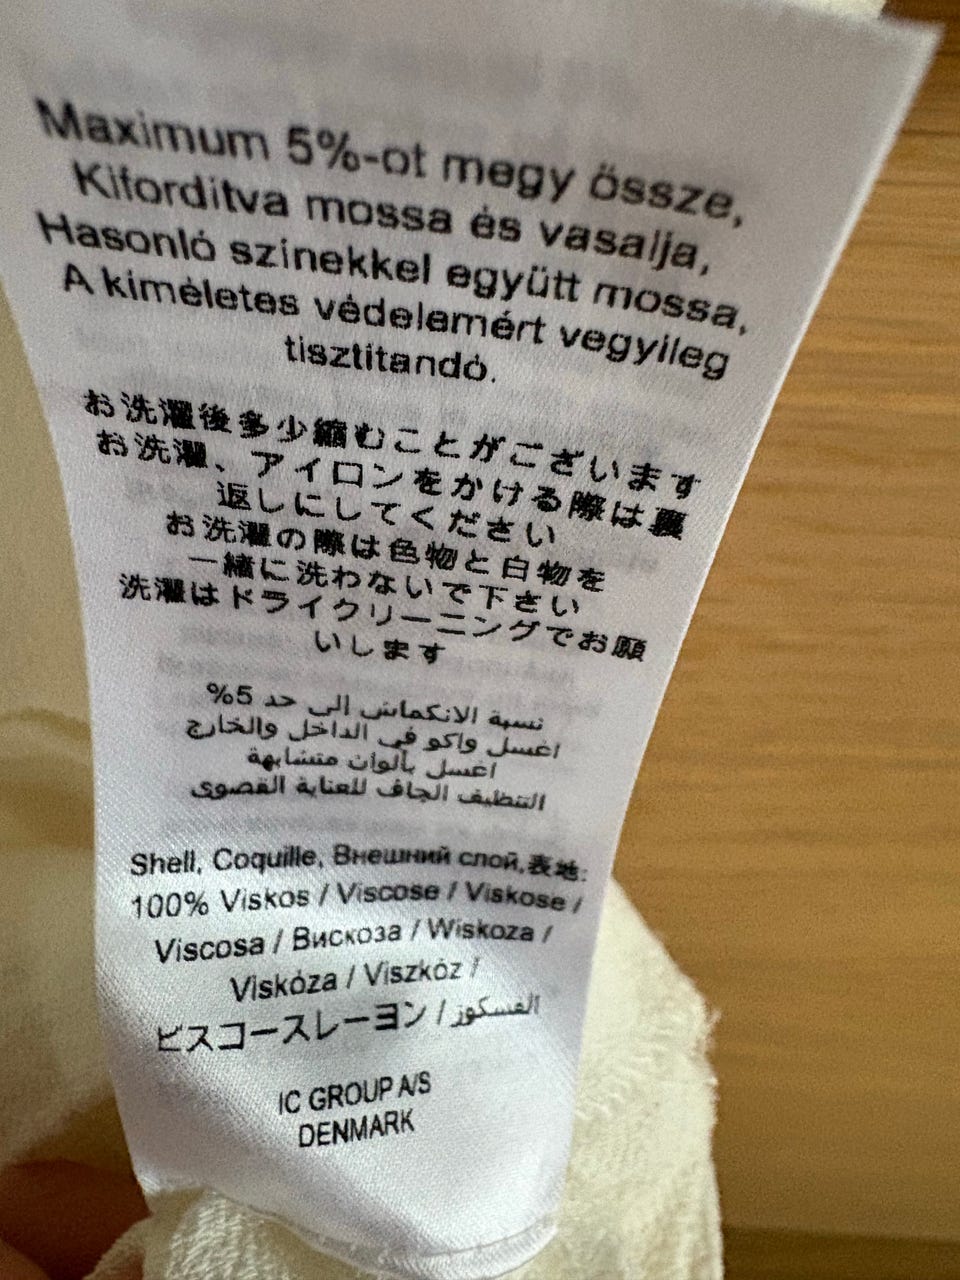 Maximum 5%-ot megy össze,
Kifordítva mossa és vasalja,
Hasonló színekkel együtt mossa,
A kiméletes védelemért vegyileg
tisztitandó.
お洗濯後多少縮むことがございます
お洗濯、アイロンをかける際は裏
返しにしてください
お洗濯の際は色物と白物を
一緒に洗わないで下さい
洗濯はドライクリーニングでお願
いします
نسبة الانكماش إلى حد 5%
اغسل واكو في الداخل والخارج
اغسل بألوان متشابهة
التنظيف الجاف للعناية القصوى
Shell, Coquille, Внешний слой,表地:
100% Viskos / Viscose / Viskose /
Viscosa / Вискоза / Wiskoza /
Viskóza / Viszkóz /
ビスコースレーヨン / الفسكوز
IC GROUP A/S
DENMARK